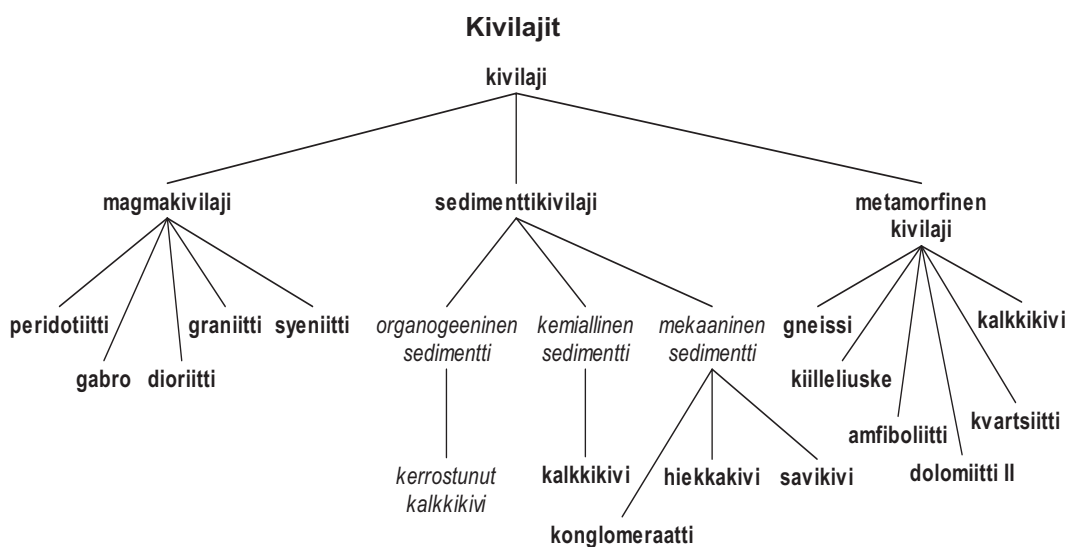 Kivilajit
kivilaji
magmakivilaji
sedimenttikivilaji
metamorfinen
kivilaji
peridotiitti
gabro
dioriitti
graniitti
syeniitti
organogeeninen
sedimentti
kemiallinen
sedimentti
mekaaninen
sedimentti
gneissi
kiilleliuske
amfiboliitti
dolomiitti II
kvartsiitti
kalkkikivi
kerrostunut
kalkkikivi
kalkkikivi
konglomeraatti
hiekkakivi
savikivi